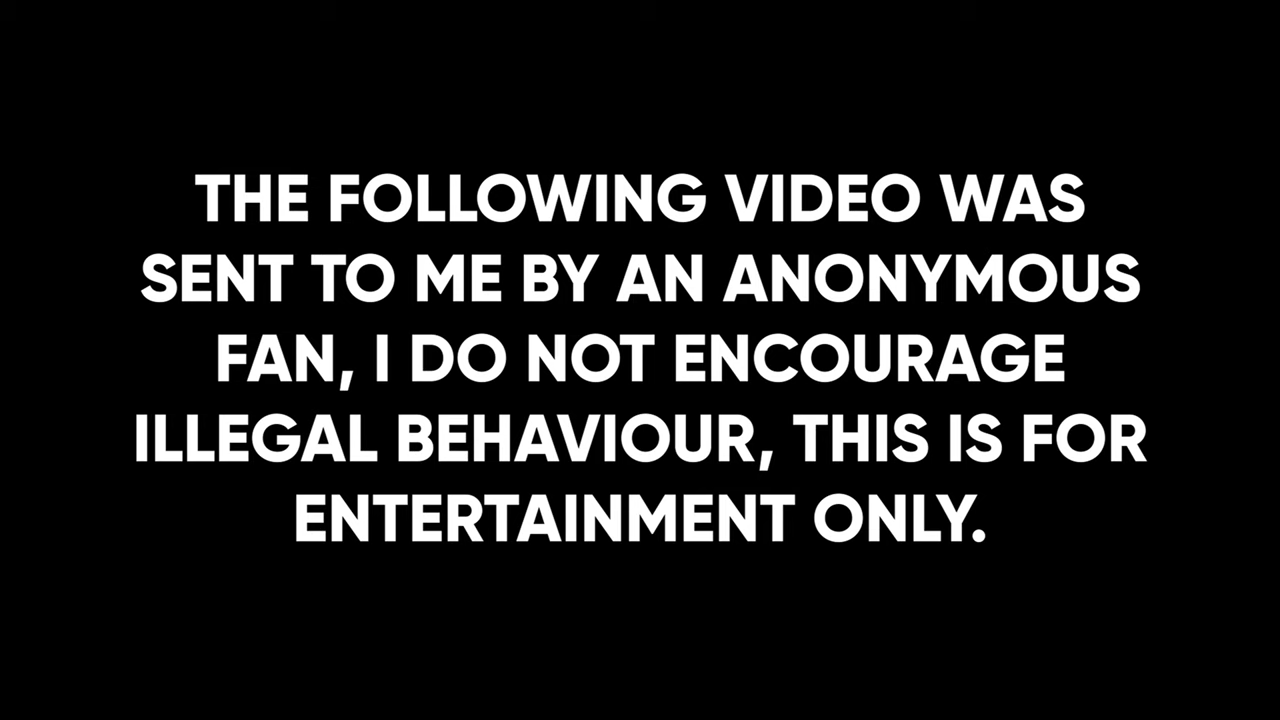 THE FOLLOWING VIDEO WAS
SENT TO ME BY AN ANONYMOUS
FAN, I DO NOT ENCOURAGE
ILLEGAL BEHAVIOUR, THIS IS FOR
ENTERTAINMENT ONLY.